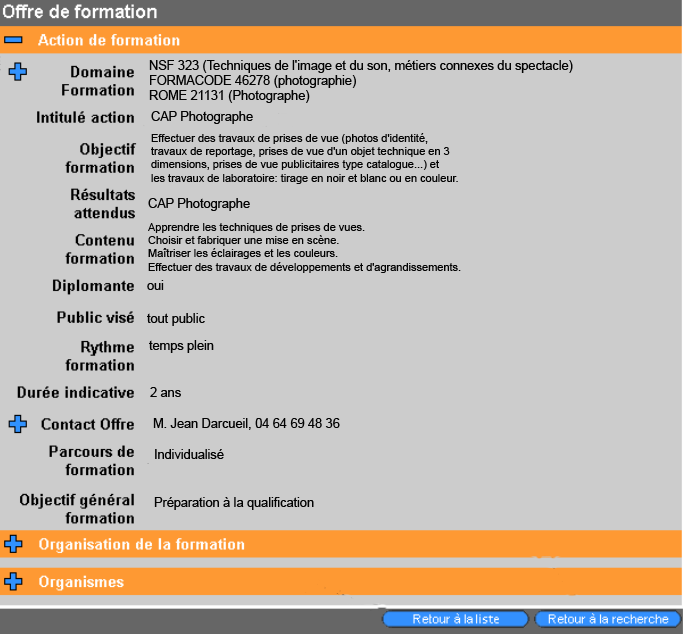 Offre de formation
Action de formation
Domaine Formation
NSF 323 (Techniques de l'image et du son, métiers connexes du spectacle)
FORMACODE 46278 (photographie)
ROME 21131 (Photographe)
Intitulé action
CAP Photographe
Objectif formation
Effectuer des travaux de prises de vue (photos d'identité,
travaux de reportage, prises de vue d'un objet technique en 3
dimensions, prises de vue publicitaires type catalogue...) et
les travaux de laboratoire: tirage en noir et blanc ou en couleur.
Résultats attendus
CAP Photographe
Contenu formation
Apprendre les techniques de prises de vues.
Choisir et fabriquer une mise en scène.
Maîtriser les éclairages et les couleurs.
Effectuer des travaux de développements et d'agrandissements.
Diplomante
oui
Public visé
tout public
Rythme formation
temps plein
Durée indicative
2 ans
Contact Offre
M. Jean Darcueil, 04 64 69 48 36
Parcours de formation
Individualisé
Objectif général formation
Préparation à la qualification
Organisation de la formation
Organismes
Retour à la liste
Retour à la recherche